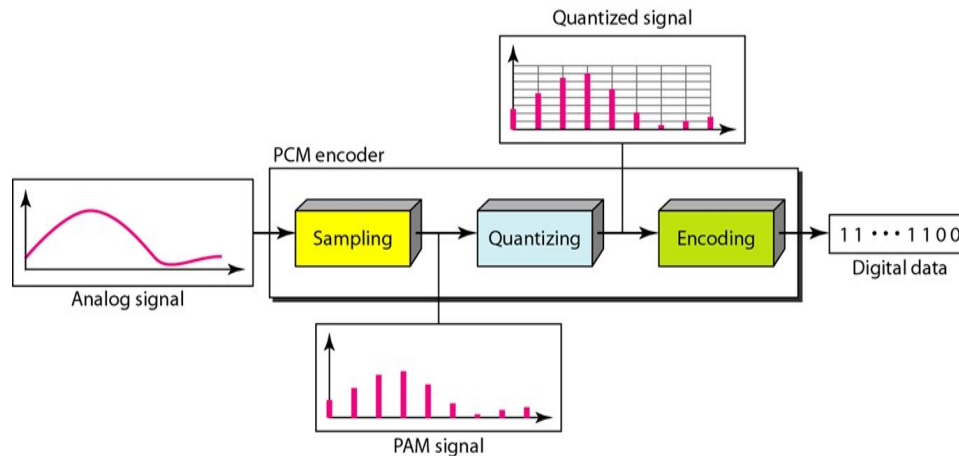 Quantized signal
PCM encoder
Sampling
Quantizing
Encoding
11 ••• 1100
Digital data
Analog signal
PAM signal